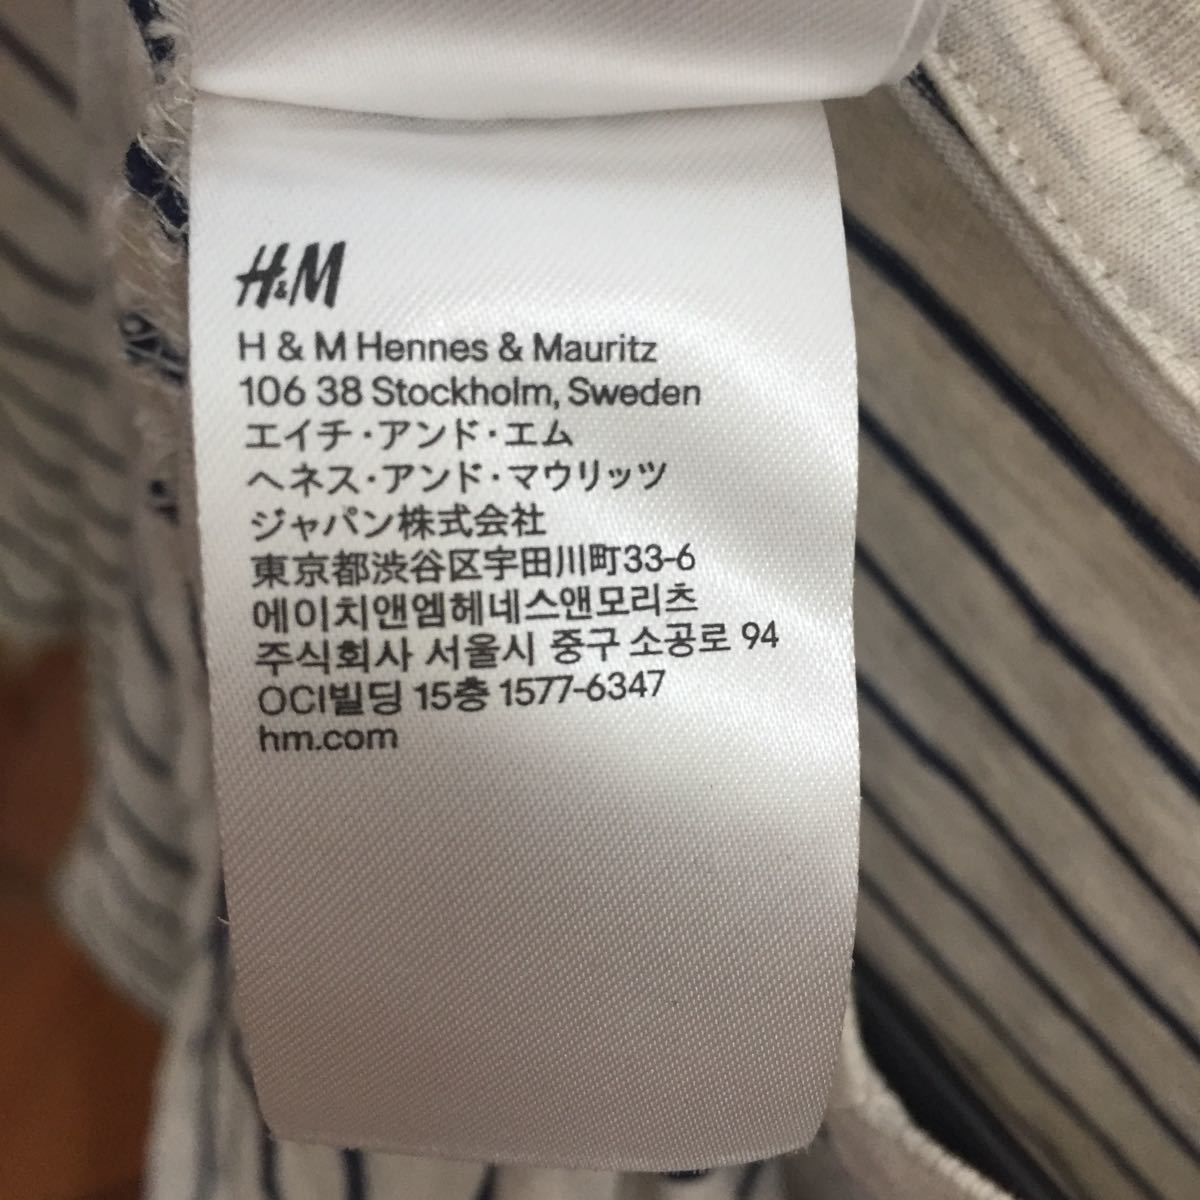 H&M
H & M Hennes & Mauritz
106 38 Stockholm, Sweden
エイチ・アンド・エム
ヘネス・アンド・マウリッツ
ジャパン株式会社
東京都渋谷区宇田川町33-6
에이치앤엠헤네스앤모리츠
주식회사 서울시 중구 소공로 94
OCI빌딩 15층 1577-6347
hm.com